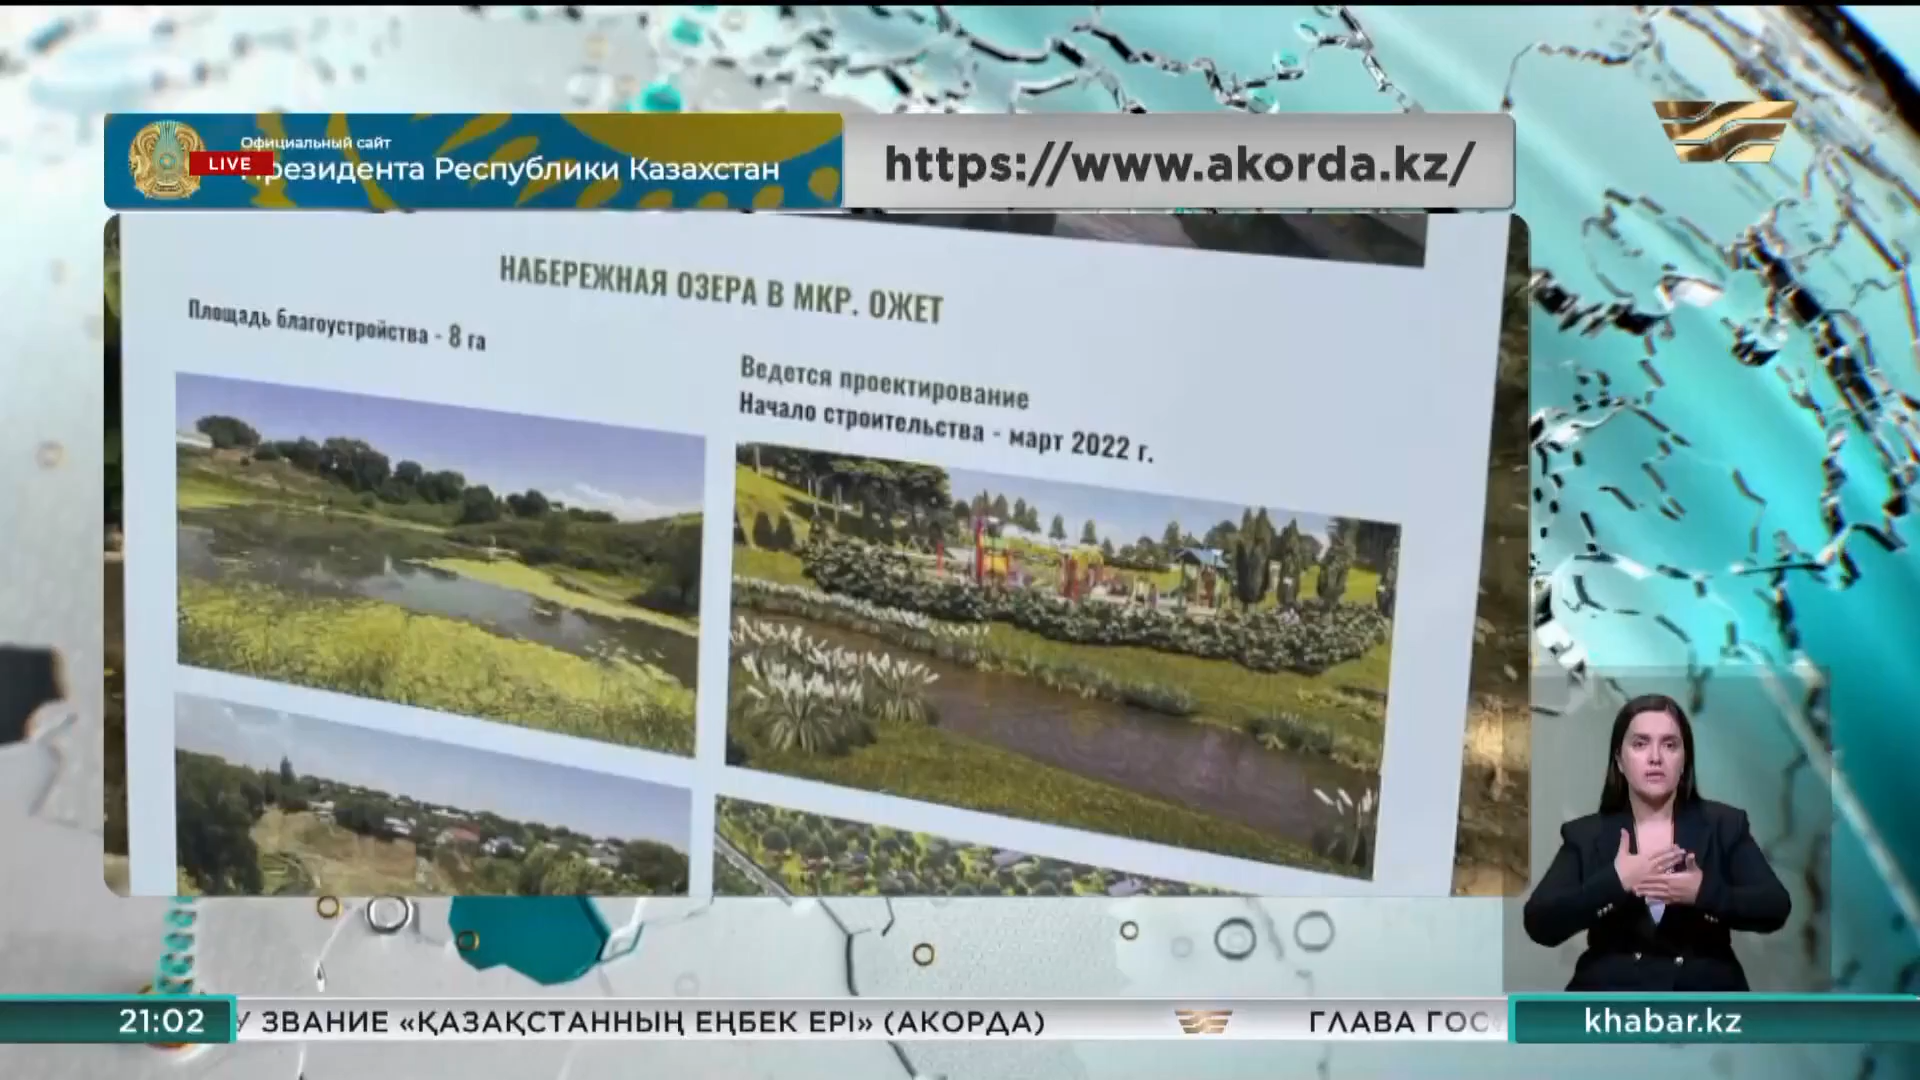 Официальный сайт
LIVE
Президента Республики Казахстан
https://www.akorda.kz/
НАБЕРЕЖНАЯ ОЗЕРА В МКР. ОЖЕТ
Площадь благоустройства - 8 га
Ведется проектирование
Начало строительства - март 2022 г.
21:02
У ЗВАНИЕ «ҚАЗАҚСТАННЫҢ ЕҢБЕК ЕРІ» (АКОРДА)
ГЛАВА ГОС
khabar.kz